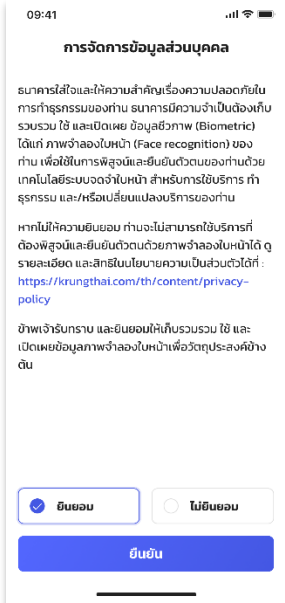 09:41
การจัดการข้อมูลส่วนบุคคล
ธนาคารใส่ใจและให้ความสำคัญเรื่องความปลอดภัยใน
การทำธุรกรรมของท่าน ธนาคารมีความจำเป็นต้องเก็บ
รวบรวม ใช้ และเปิดเผย ข้อมูลชีวภาพ (Biometric)
ได้แก่ ภาพจำลองใบหน้า (Face recognition) ของ
ท่าน เพื่อใช้ในการพิสูจน์และยืนยันตัวตนของท่านด้วย
เทคโนโลยีระบบจดจำใบหน้า สำหรับการใช้บริการ ทำ
ธุรกรรม และ/หรือเปลี่ยนแปลงบริการของท่าน
หากไม่ให้ความยินยอม ท่านจะไม่สามารถใช้บริการที่
ต้องพิสูจน์และยืนยันตัวตนด้วยภาพจำลองใบหน้าได้ ดู
รายละเอียด และสิทธิในนโยบายความเป็นส่วนตัวได้ที่ :
https://krungthai.com/th/content/privacy-
policy
ข้าพเจ้ารับทราบ และยินยอมให้เก็บรวบรวม ใช้ และ
เปิดเผยข้อมูลภาพจำลองใบหน้าเพื่อวัตถุประสงค์ข้าง
ต้น
ยินยอม ไม่ยินยอม
ยืนยัน